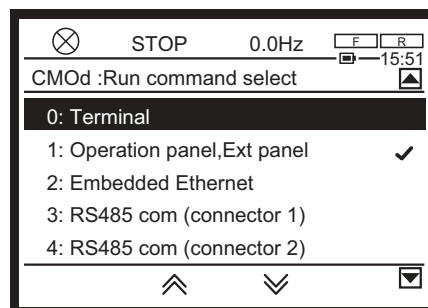 STOP 0.0Hz F R
15:51
CMOd :Run command select
0: Terminal
1: Operation panel,Ext panel
2: Embedded Ethernet
3: RS485 com (connector 1)
4: RS485 com (connector 2)